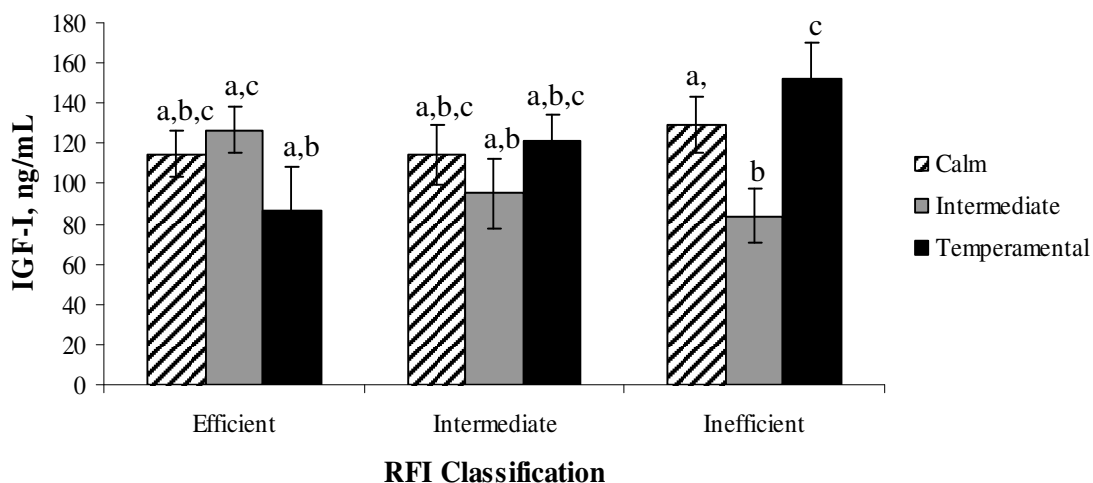 IGF-I, ng/mL
180
160
140
120
100
80
60
40
20
0
a,b,c
a,c
a,b
a,b,c
a,b
a,b,c
a,
b
c
Calm
Intermediate
Temperamental
Efficient
Intermediate
Inefficient
RFI Classification